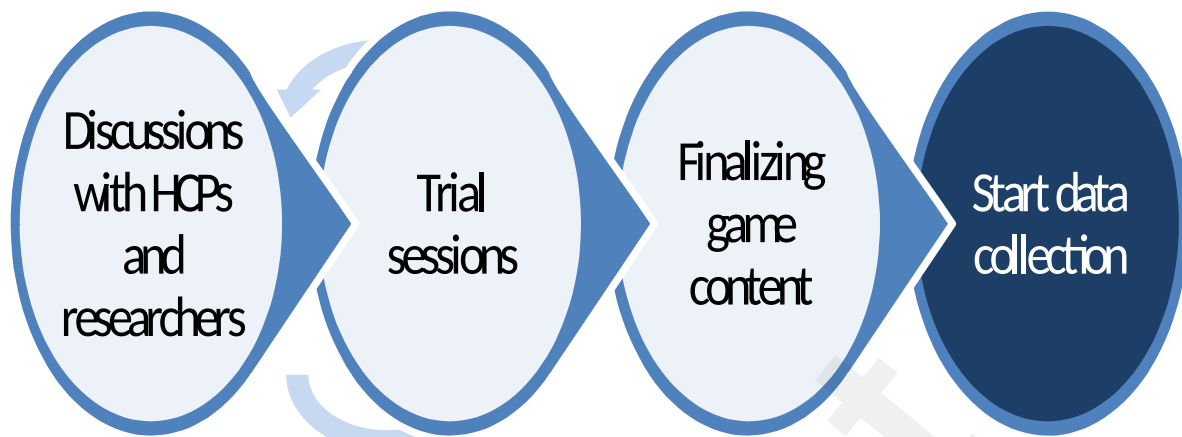 Discussions
with HCPs
and
researchers
Trial
sessions
Finalizing
game
content
Start data
collection